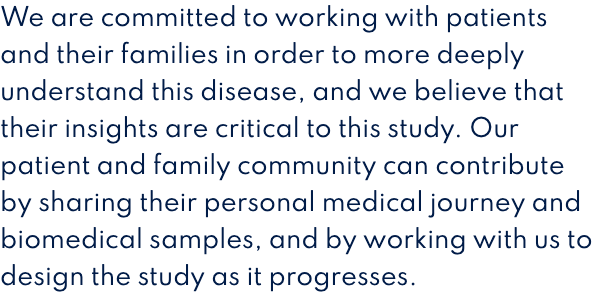 We are committed to working with patients
and their families in order to more deeply
understand this disease, and we believe that
their insights are critical to this study. Our
patient and family community can contribute
by sharing their personal medical journey and
biomedical samples, and by working with us to
design the study as it progresses.